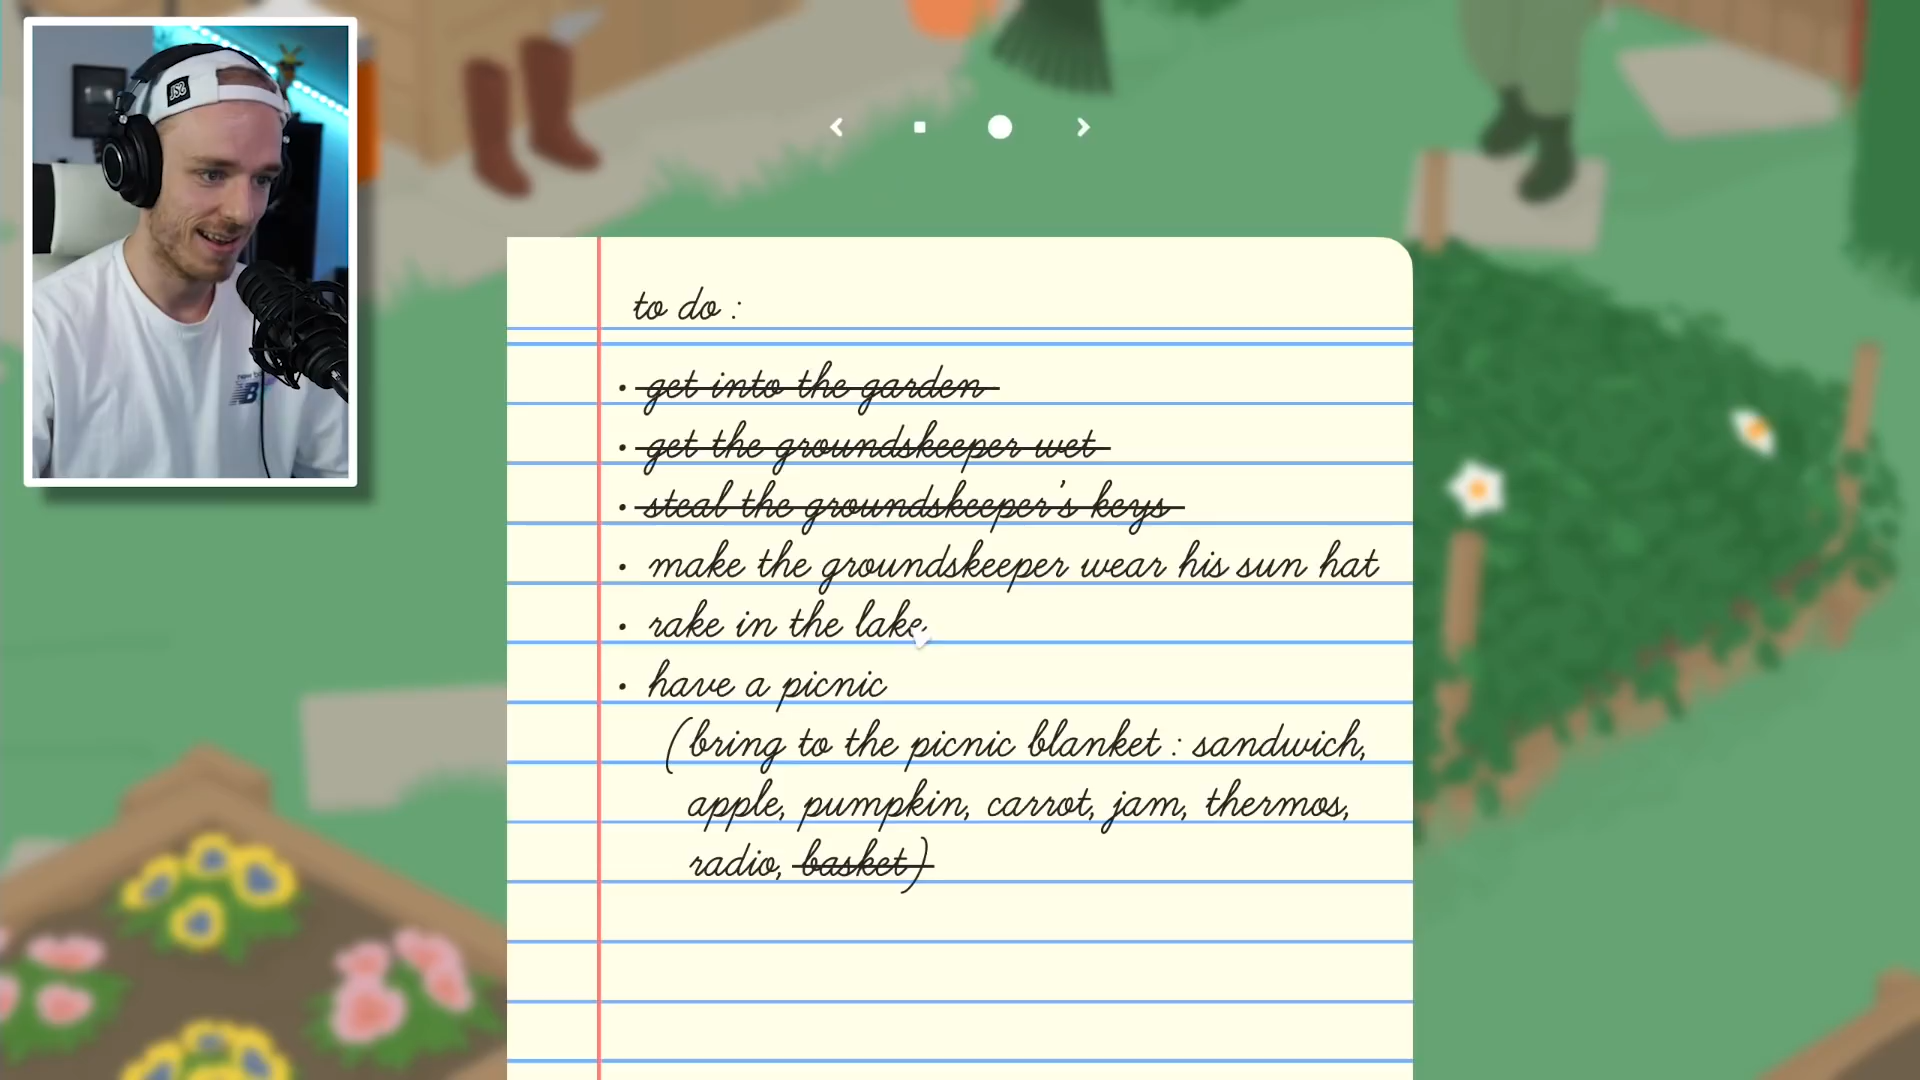 to do :
• get into the garden
• get the groundskeeper wet
• steal the groundskeeper's keys
• make the groundskeeper wear his sun hat
• rake in the lake
• have a picnic
(bring to the picnic blanket : sandwich,
apple, pumpkin, carrot, jam, thermos,
radio, basket)